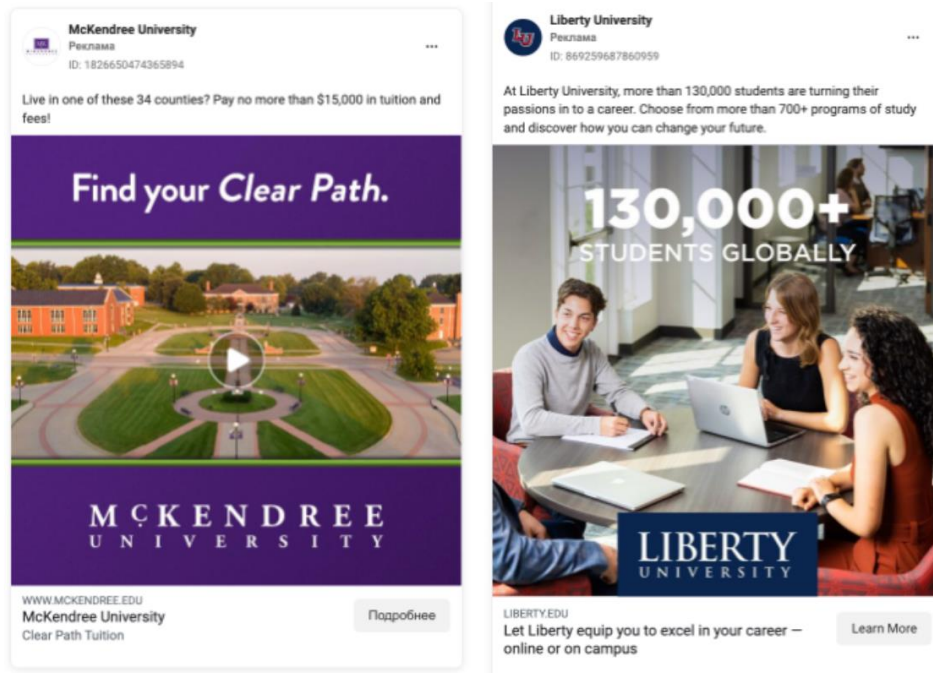 McKendree University
Реклама
ID: 1826650474365894
Live in one of these 34 counties? Pay no more than $15,000 in tuition and
fees!
Find your Clear Path.
MCKENDREE
UNIVERSITY
WWW.MCKENDREE.EDU
McKendree University
Clear Path Tuition
Подробнее
Liberty University
Реклама
ID: 869259687860959
At Liberty University, more than 130,000 students are turning their
passions in to a career. Choose from more than 700+ programs of study
and discover how you can change your future.
130,000+
STUDENTS GLOBALLY
LIBERTY
UNIVERSITY
LIBERTY.EDU
Let Liberty equip you to excel in your career —
online or on campus
Learn More